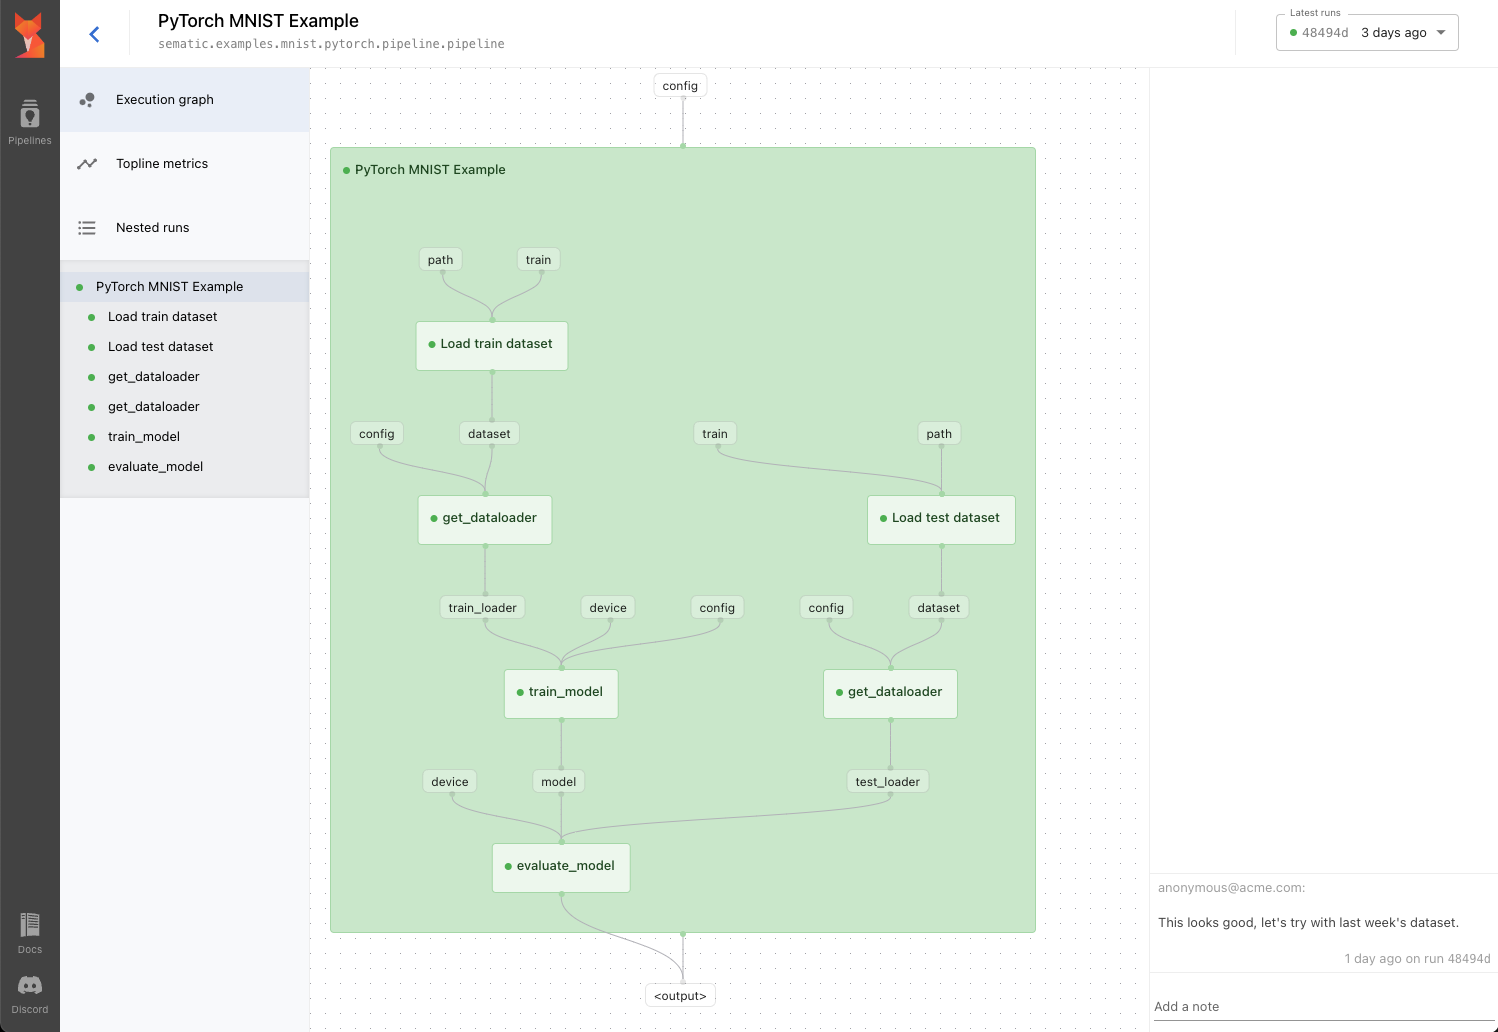 PyTorch MNIST Example
sematic.examples.mnist.pytorch.pipeline.pipeline
Latest runs
48494d 3 days ago
Pipelines
Docs
Discord
Execution graph
Topline metrics
Nested runs
PyTorch MNIST Example
Load train dataset
Load test dataset
get_dataloader
get_dataloader
train_model
evaluate_model
config
PyTorch MNIST Example
path train
Load train dataset
config dataset train path
get_dataloader Load test dataset
train_loader device config config dataset
train_model get_dataloader
device model test_loader
evaluate_model
<output>
anonymous@acme.com:
This looks good, let's try with last week's dataset.
1 day ago on run 48494d
Add a note